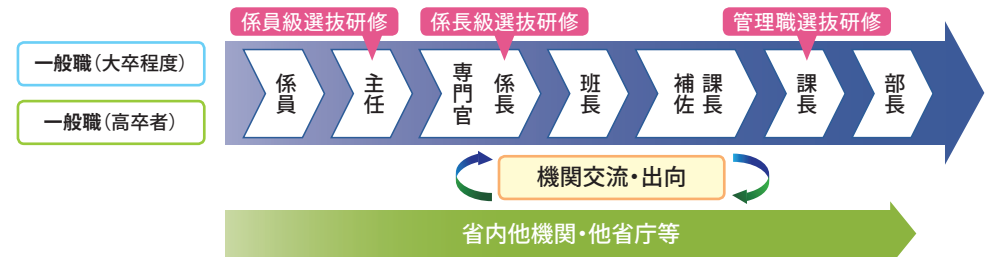 係員級選抜研修
係長級選抜研修
管理職選抜研修
一般職(大卒程度)
一般職(高卒者)
係員
主任
係長
専門官
班長
課長
補佐
課長
部長
機関交流・出向
省内他機関・他省庁等